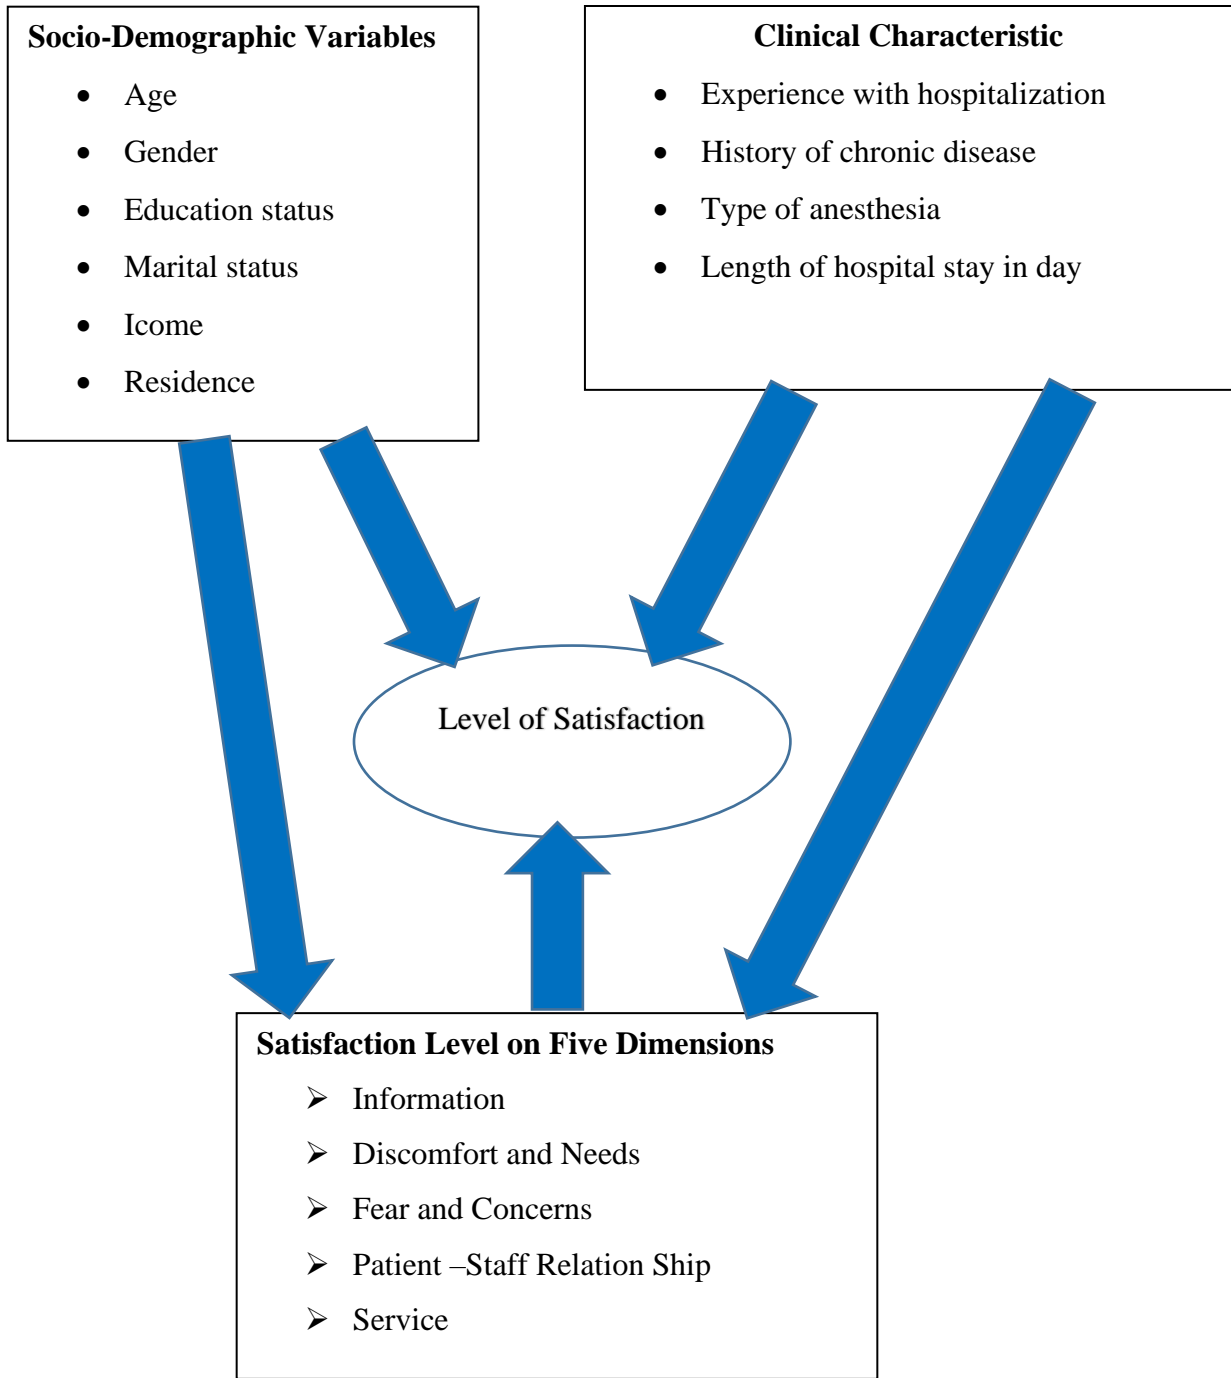 Socio-Demographic Variables
• Age
• Gender
• Education status
• Marital status
• Icome
• Residence
Clinical Characteristic
• Experience with hospitalization
• History of chronic disease
• Type of anesthesia
• Length of hospital stay in day
Level of Satisfaction
Satisfaction Level on Five Dimensions
➢ Information
➢ Discomfort and Needs
➢ Fear and Concerns
➢ Patient –Staff Relation Ship
➢ Service